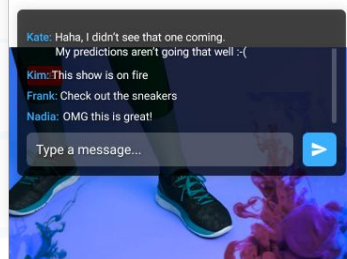 Kate: Haha, I didn't see that one coming.
My predictions aren't going that well :-(
Kim: This show is on fire
Frank: Check out the sneakers
Nadia: OMG this is great!
Type a message...